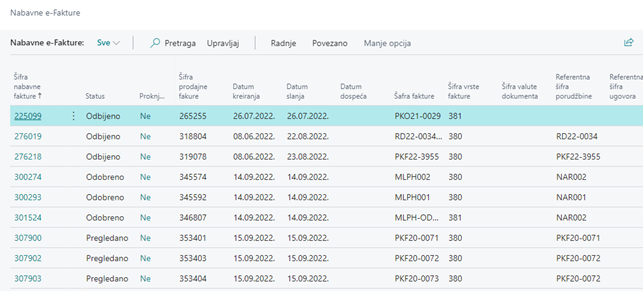 Nabavne e-Fakture
Nabavne e-Fakture: Sve Pretraga Upravljaj Radnje Povezano Manje opcija
Šifra nabavne fakture ↑ Status Proknj... Šifra prodajne fakure Datum kreiranja Datum slanja Datum dospeća Šafra fakture Šifra vrste fakture Šifra valute dokumenta Referentna šifra porudžbine Referentna šifra ugovora
225099 Odbijeno Ne 265255 26.07.2022. 26.07.2022. PKO21-0029 381
276019 Odbijeno Ne 318804 08.06.2022. 22.08.2022. RD22-0034... 380 RD22-0034
276218 Odbijeno Ne 319078 08.06.2022. 23.08.2022. PKF22-3955 380 PKF22-3955
300274 Odobreno Ne 345574 14.09.2022. 14.09.2022. MLPH002 380 NAR002
300293 Odobreno Ne 345592 14.09.2022. 14.09.2022. MLPH001 380 NAR001
301524 Odobreno Ne 346807 14.09.2022. 14.09.2022. MLPH-OD... 381 NAR002
307900 Pregledano Ne 353401 15.09.2022. 15.09.2022. PKF20-0071 380 PKF20-0071
307902 Pregledano Ne 353403 15.09.2022. 15.09.2022. PKF20-0072 380 PKF20-0072
307903 Pregledano Ne 353404 15.09.2022. 15.09.2022. PKF20-0073 380 PKF20-0073